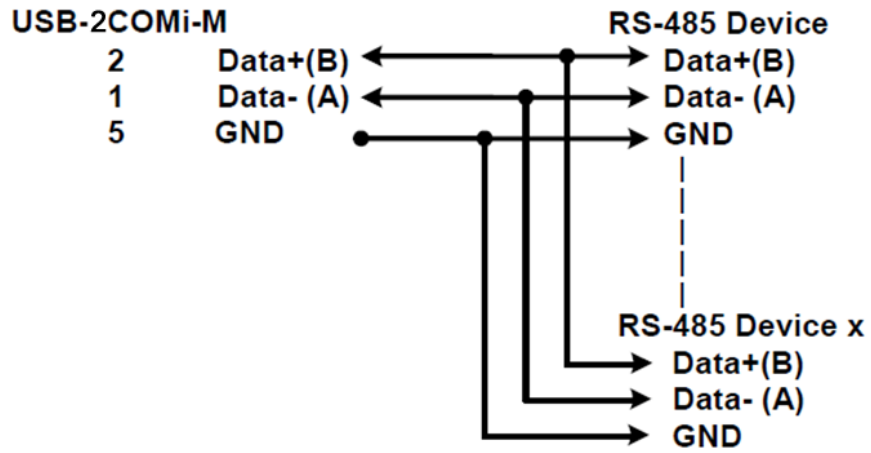 USB-2COMi-M RS-485 Device
2 Data+(B) Data+(B)
1 Data- (A) Data- (A)
5 GND GND
RS-485 Device x
Data+(B)
Data- (A)
GND